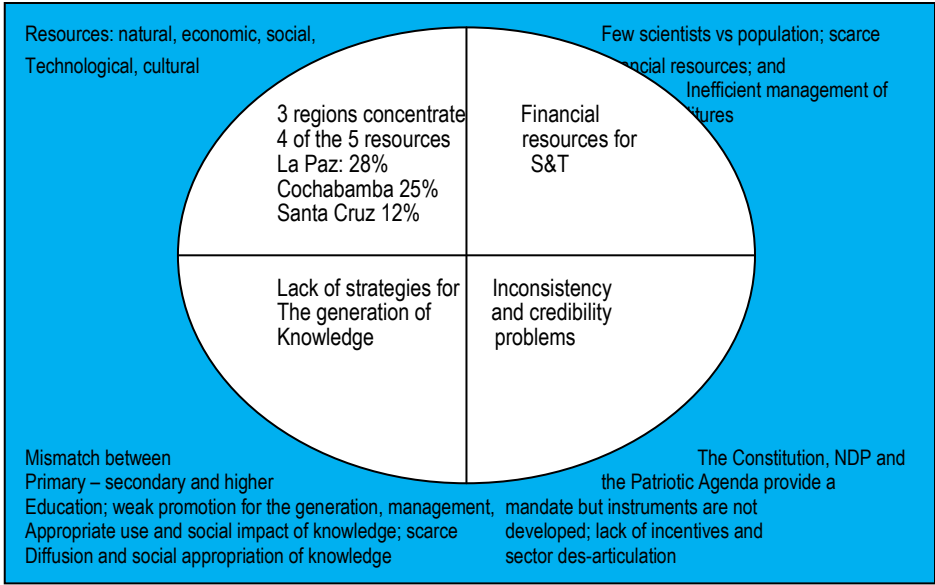 Resources: natural, economic, social,
Technological, cultural
Few scientists vs population; scarce
resources; and
Inefficient management of
3 regions concentrate
4 of the 5 resources
La Paz: 28%
Cochabamba 25%
Santa Cruz 12%
Financial
resources for
S&T
Lack of strategies for
The generation of
Knowledge
Inconsistency
and credibility
problems
Mismatch between
Primary – secondary and higher
Education; weak promotion for the generation, management,
Appropriate use and social impact of knowledge; scarce
Diffusion and social appropriation of knowledge
The Constitution, NDP and
the Patriotic Agenda provide a
mandate but instruments are not
developed; lack of incentives and
sector des-articulation